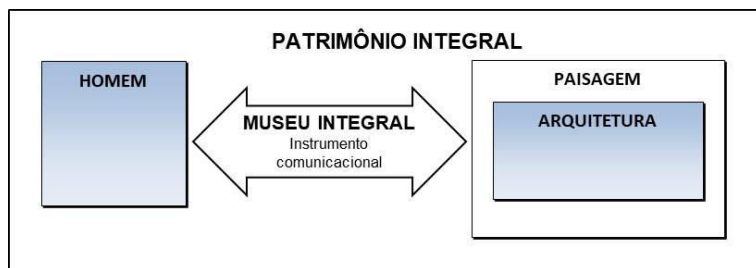 PATRIMÔNIO INTEGRAL
HOMEM
MUSEU INTEGRAL
Instrumento
comunicacional
PAISAGEM
ARQUITETURA